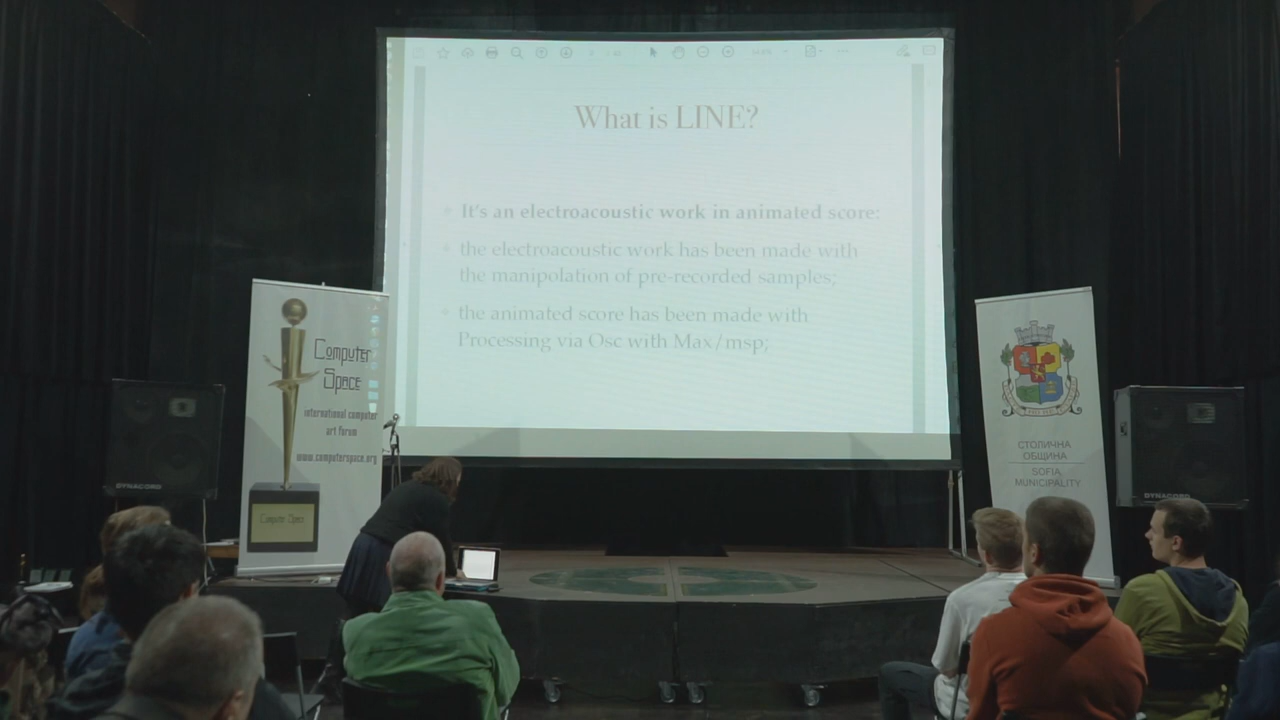 What is LINE?
It's an electroacoustic work in animated score:
the electroacoustic work has been made with
the manipolation of pre-recorded samples;
the animated score has been made with
Processing via Osc with Max/msp;
Computer
Space
international computer
art forum
www.computerspace.org
Computer Space
СТОЛИЧНА
ОБЩИНА
SOFIA
MUNICIPALITY
DYNACORD
DYNACORD